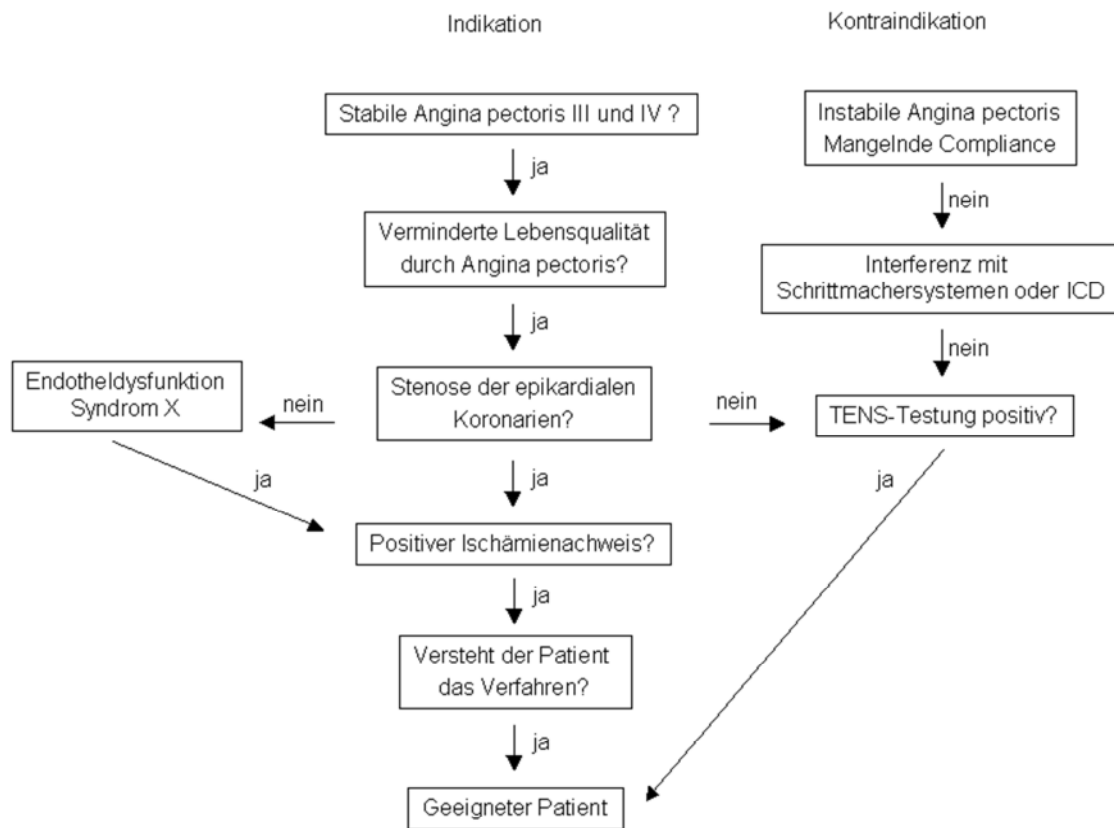 Indikation
Kontraindikation
Stabile Angina pectoris III und IV ?
Instabile Angina pectoris
Mangelnde Compliance
ja
nein
Verminderte Lebensqualität
durch Angina pectoris?
Interferenz mit
Schrittmachersystemen oder ICD
ja
nein
Endotheldysfunktion
Syndrom X
nein
Stenose der epikardialen
Koronarien?
nein
TENS-Testung positiv?
ja
ja
ja
Positiver Ischämienachweis?
ja
Versteht der Patient
das Verfahren?
ja
Geeigneter Patient